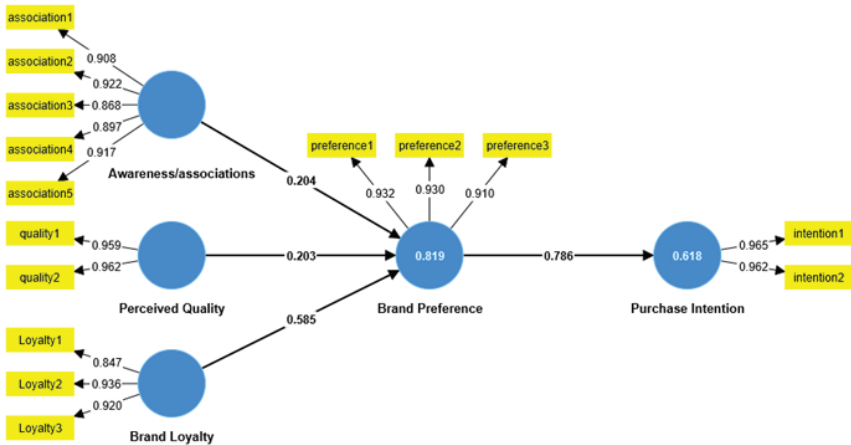 association1
association2
association3
association4
association5
0.908
0.922
0.868
0.897
0.917
Awareness/associations
quality1
quality2
0.959
0.962
Perceived Quality
Loyalty1
Loyalty2
Loyalty3
0.847
0.936
0.920
Brand Loyalty
0.204
0.203
0.585
preference1
preference2
preference3
0.932
0.930
0.910
0.819
Brand Preference
0.786
0.618
Purchase Intention
0.965
0.962
intention1
intention2